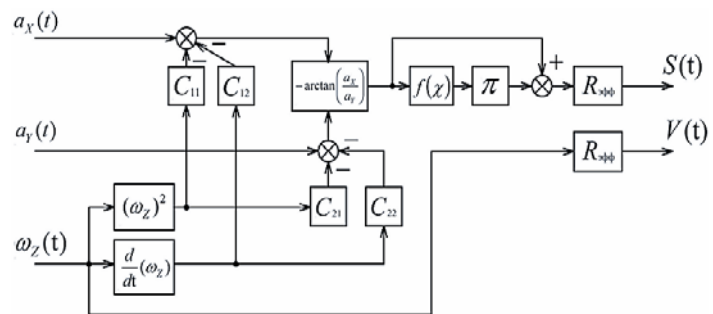 a_X(t)
−
−
C_11
C_12
−arctan(a_X/a_Y)
f(χ)
π
+
R_эфф
S(t)
a_Y(t)
−
−
R_эфф
V(t)
(ω_Z)^2
C_21
C_22
ω_Z(t)
d/dt(ω_Z)